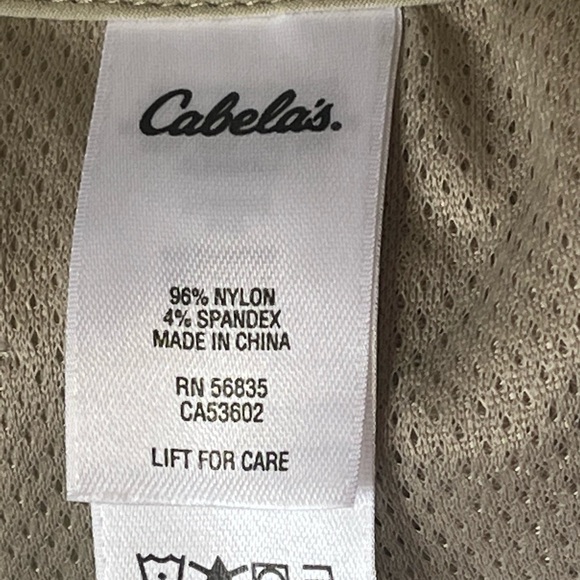 Cabela's.
96% NYLON
4% SPANDEX
MADE IN CHINA
RN 56835
CA53602
LIFT FOR CARE